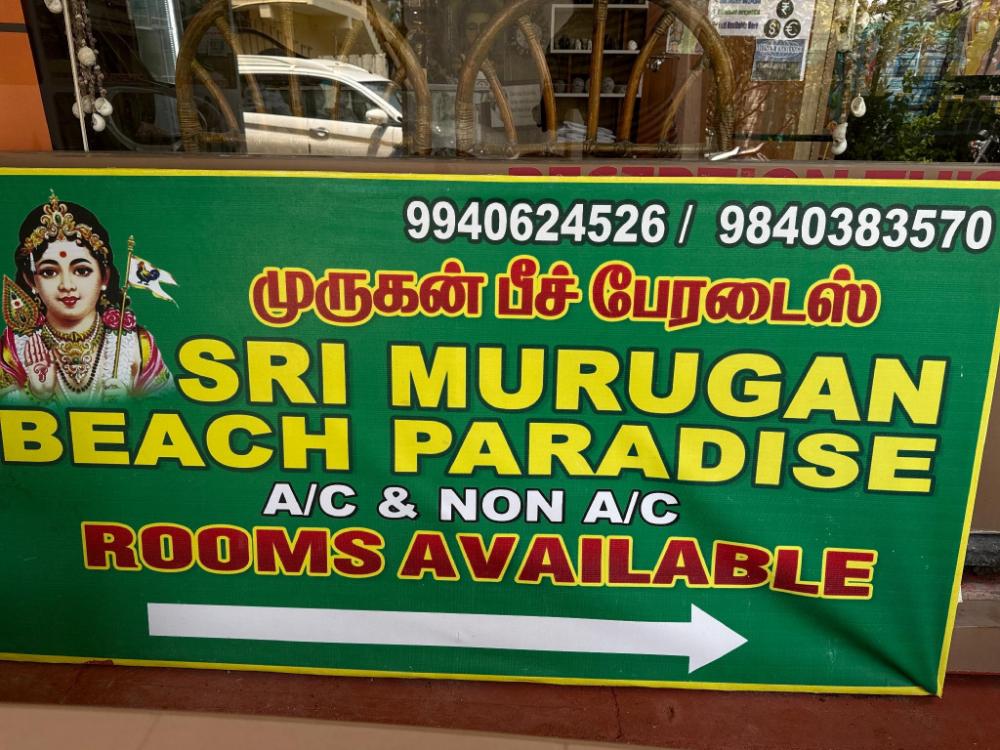 ₹
$ €
9940624526 / 9840383570
முருகன் பீச் பேரடைஸ்
SRI MURUGAN
BEACH PARADISE
A/C & NON A/C
ROOMS AVAILABLE